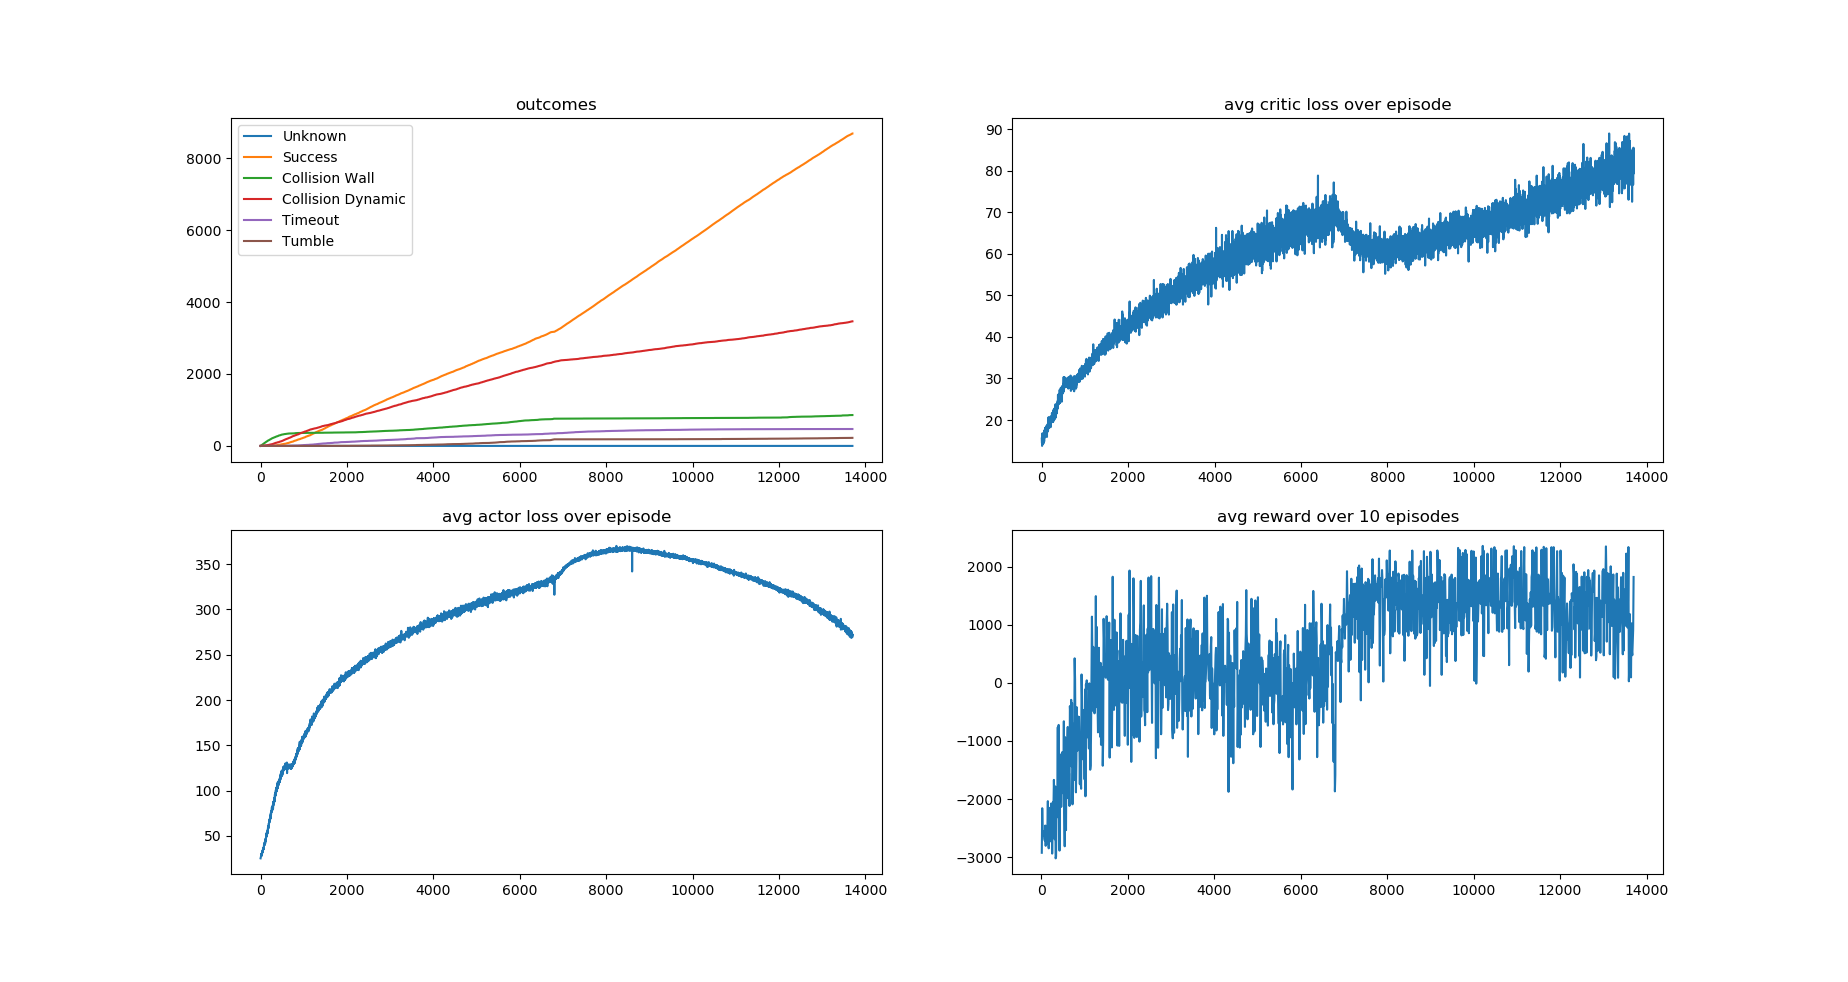 outcomes
8000
6000
4000
2000
0
Unknown
Success
Collision Wall
Collision Dynamic
Timeout
Tumble
0 2000 4000 6000 8000 10000 12000 14000
avg critic loss over episode
90
80
70
60
50
40
30
20
0 2000 4000 6000 8000 10000 12000 14000
avg actor loss over episode
350
300
250
200
150
100
50
0 2000 4000 6000 8000 10000 12000 14000
avg reward over 10 episodes
2000
1000
0
−1000
−2000
−3000
0 2000 4000 6000 8000 10000 12000 14000